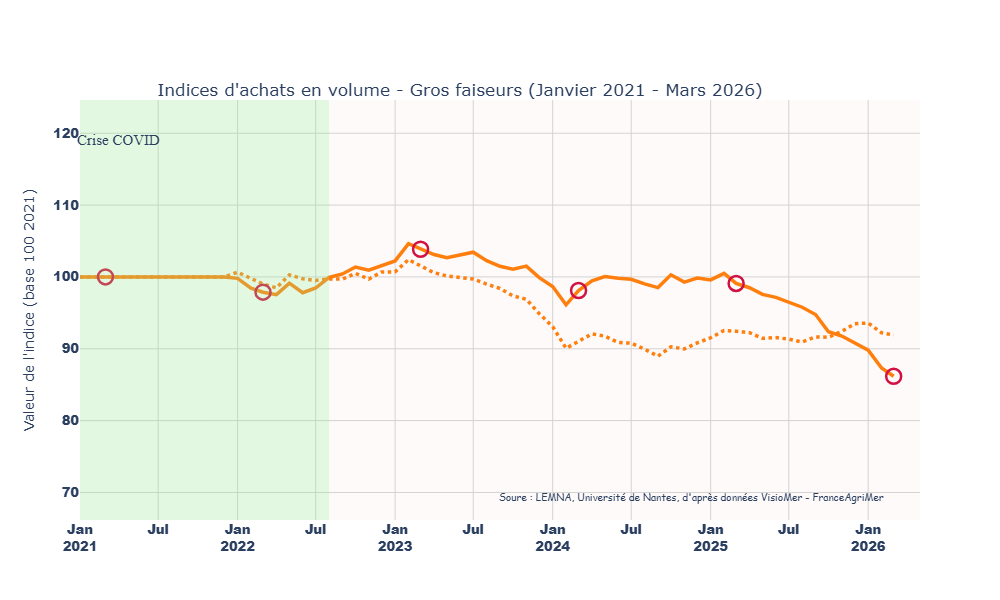 Indices d'achats en volume - Gros faiseurs (Janvier 2021 - Mars 2026)
Valeur de l'indice (base 100 2021)
120
Crise COVID
110
100
90
80
70
Soure : LEMNA, Université de Nantes, d'après données VisioMer - FranceAgriMer
Jan Jul Jan Jul Jan Jul Jan Jul Jan Jul Jan
2021 2022 2023 2024 2025 2026